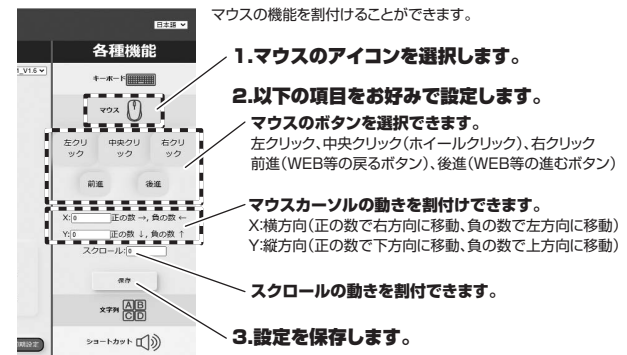 マウスの機能を割付けることができます。
日本語
各種機能
_V1.6
キーボード
マウス
左クリ
ック
中央クリ
ック
右クリ
ック
前進
後進
X:0 正の数 →, 負の数 ←
Y:0 正の数 ↓, 負の数 ↑
スクロール:0
保存
文字列 A B C D
ショートカット
期設定
1.マウスのアイコンを選択します。
2.以下の項目をお好みで設定します。
マウスのボタンを選択できます。
左クリック、中央クリック(ホイールクリック)、右クリック
前進(WEB等の戻るボタン)、後進(WEB等の進むボタン)
マウスカーソルの動きを割付けできます。
X:横方向(正の数で右方向に移動、負の数で左方向に移動)
Y:縦方向(正の数で下方向に移動、負の数で上方向に移動)
スクロールの動きを割付できます。
3.設定を保存します。